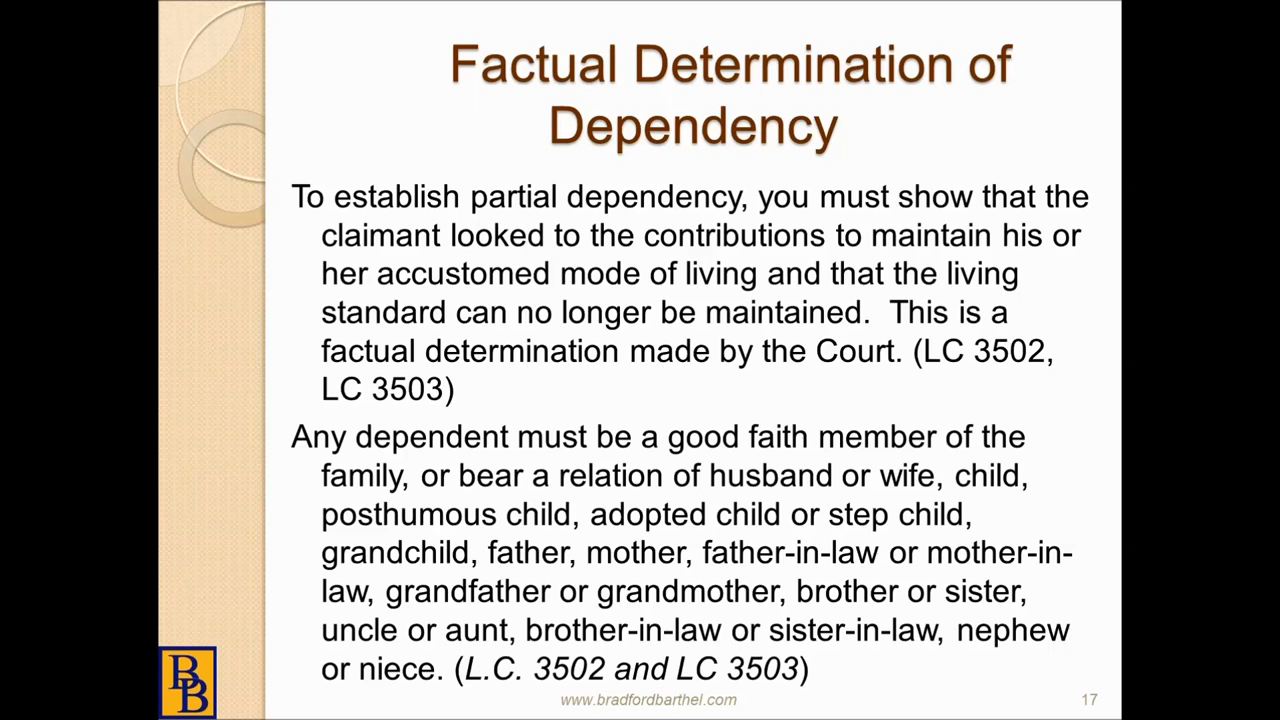 Factual Determination of
Dependency
To establish partial dependency, you must show that the
claimant looked to the contributions to maintain his or
her accustomed mode of living and that the living
standard can no longer be maintained.  This is a
factual determination made by the Court. (LC 3502,
LC 3503)
Any dependent must be a good faith member of the
family, or bear a relation of husband or wife, child,
posthumous child, adopted child or step child,
grandchild, father, mother, father-in-law or mother-in-
law, grandfather or grandmother, brother or sister,
uncle or aunt, brother-in-law or sister-in-law, nephew
or niece. (L.C. 3502 and LC 3503)
BB
www.bradfordbarthel.com
17